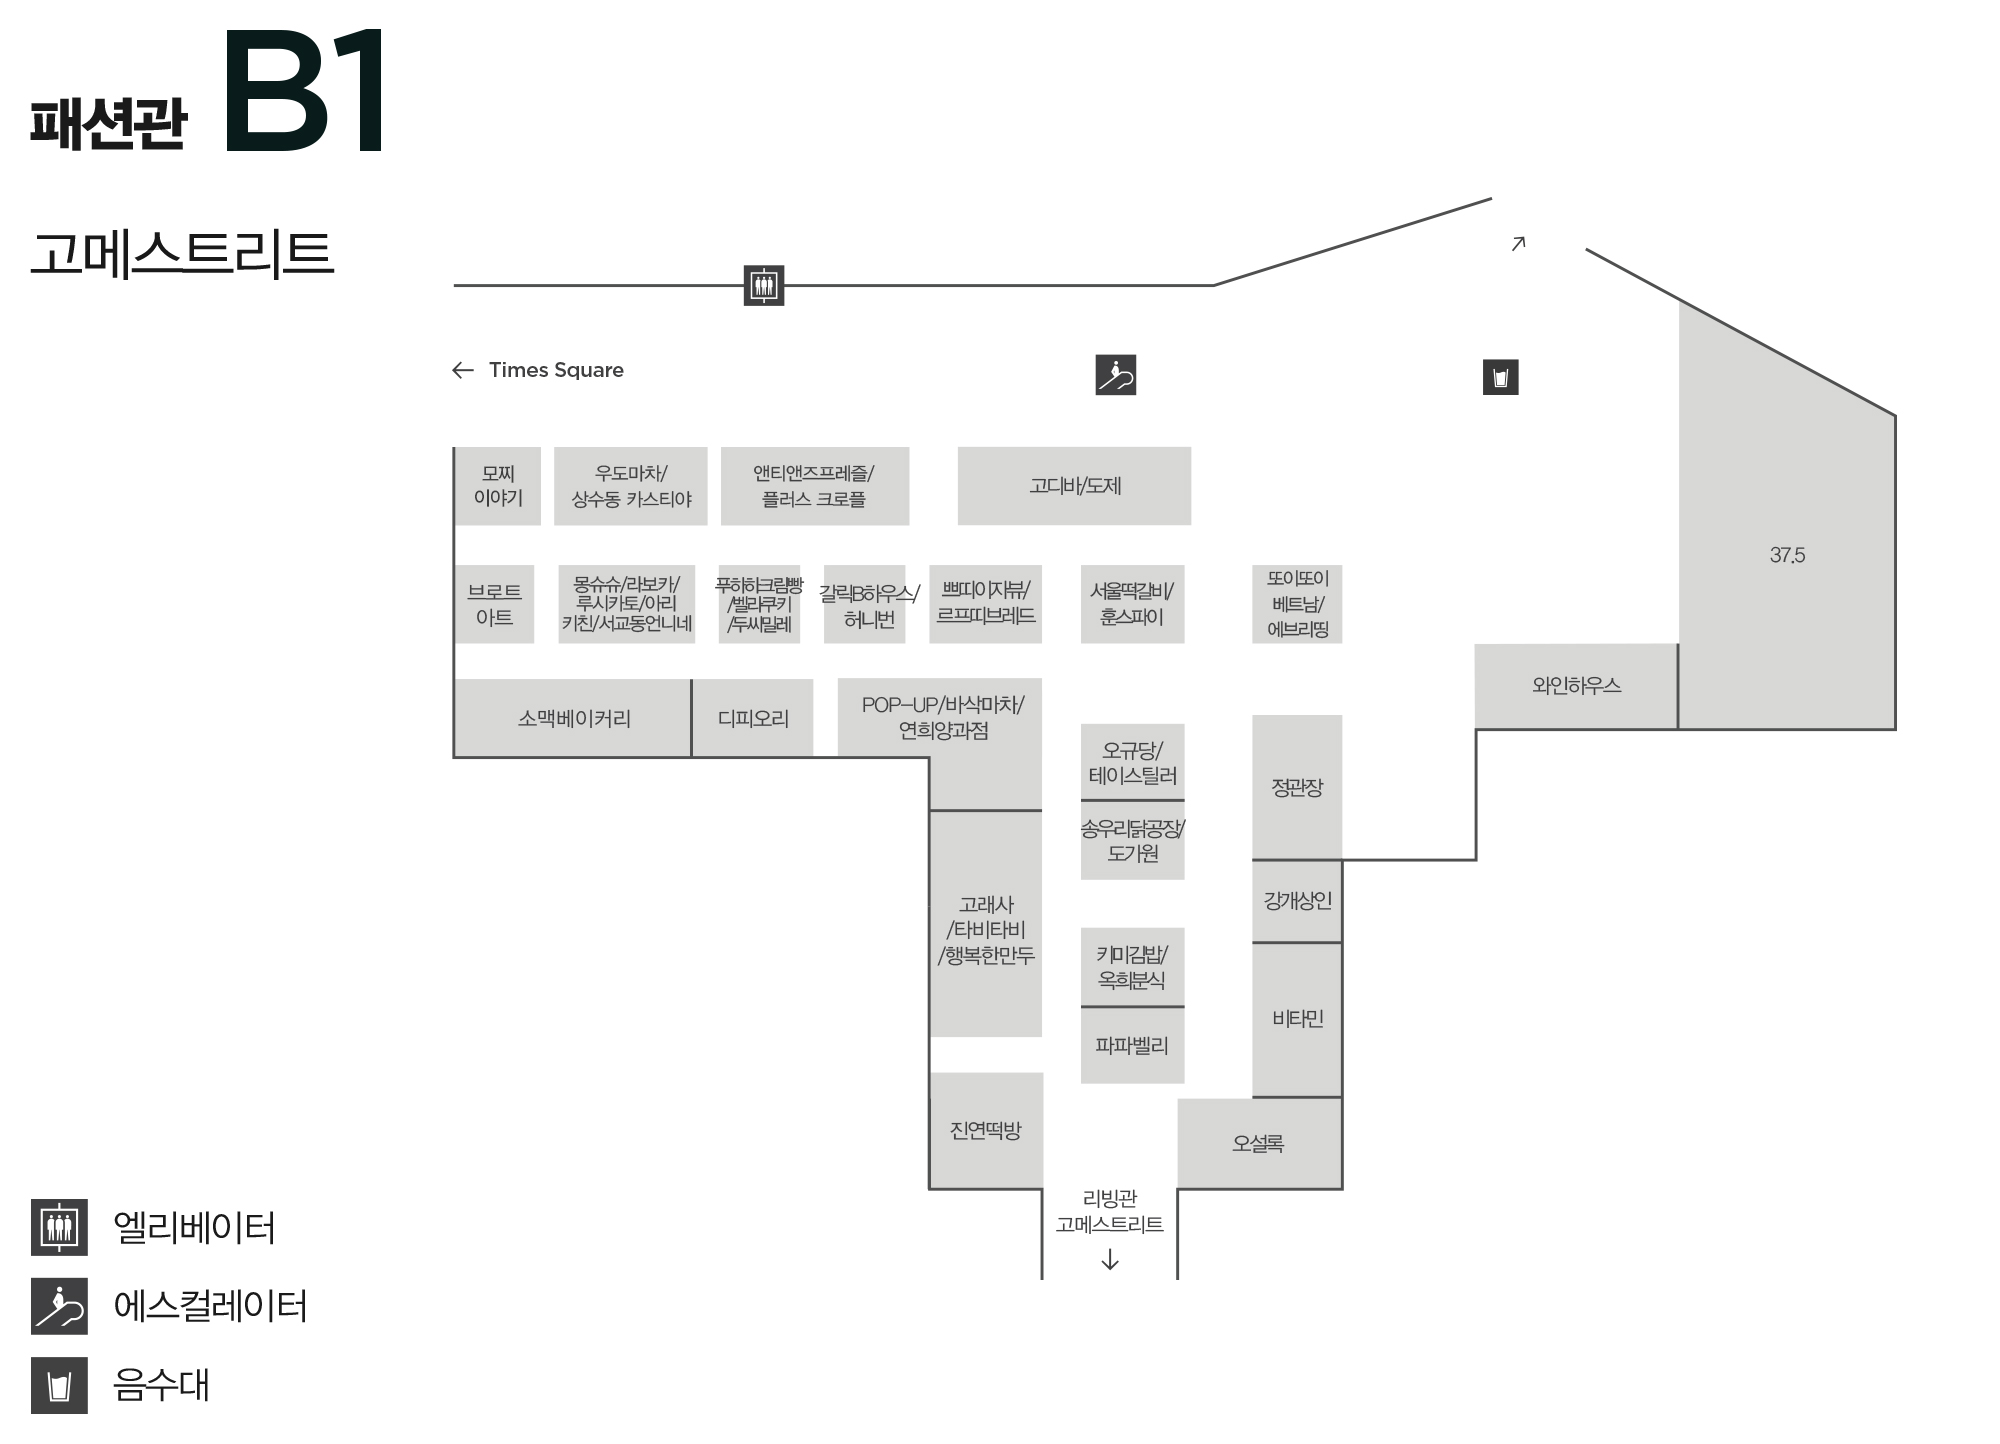 패션관 B1
고메스트리트
← Times Square
모찌
이야기
우도마차/
상수동 카스티야
앤티앤즈프레즐/
플러스 크로플
고디바/도제
37.5
브로트
아트
몽슈슈/라보카/
루시카토/아리
키친/서교동언니네
푸하하크림빵
/벨라쿠키
/두씨밀레
갈릭B하우스/
허니번
쁘띠이자뷰/
르프띠브레드
서울떡갈비/
훈스파이
또이또이
베트남/
에브리띵
와인하우스
소맥베이커리
디피오리
POP-UP/바삭마차/
연희양과점
오규당/
테이스틸러
정관장
송우리닭공장/
도가원
강개상인
고래사
/타비타비
/행복한만두
키미김밥/
옥희분식
비타민
파파벨리
진연떡방
오설록
리빙관
고메스트리트
↓
엘리베이터
에스컬레이터
음수대